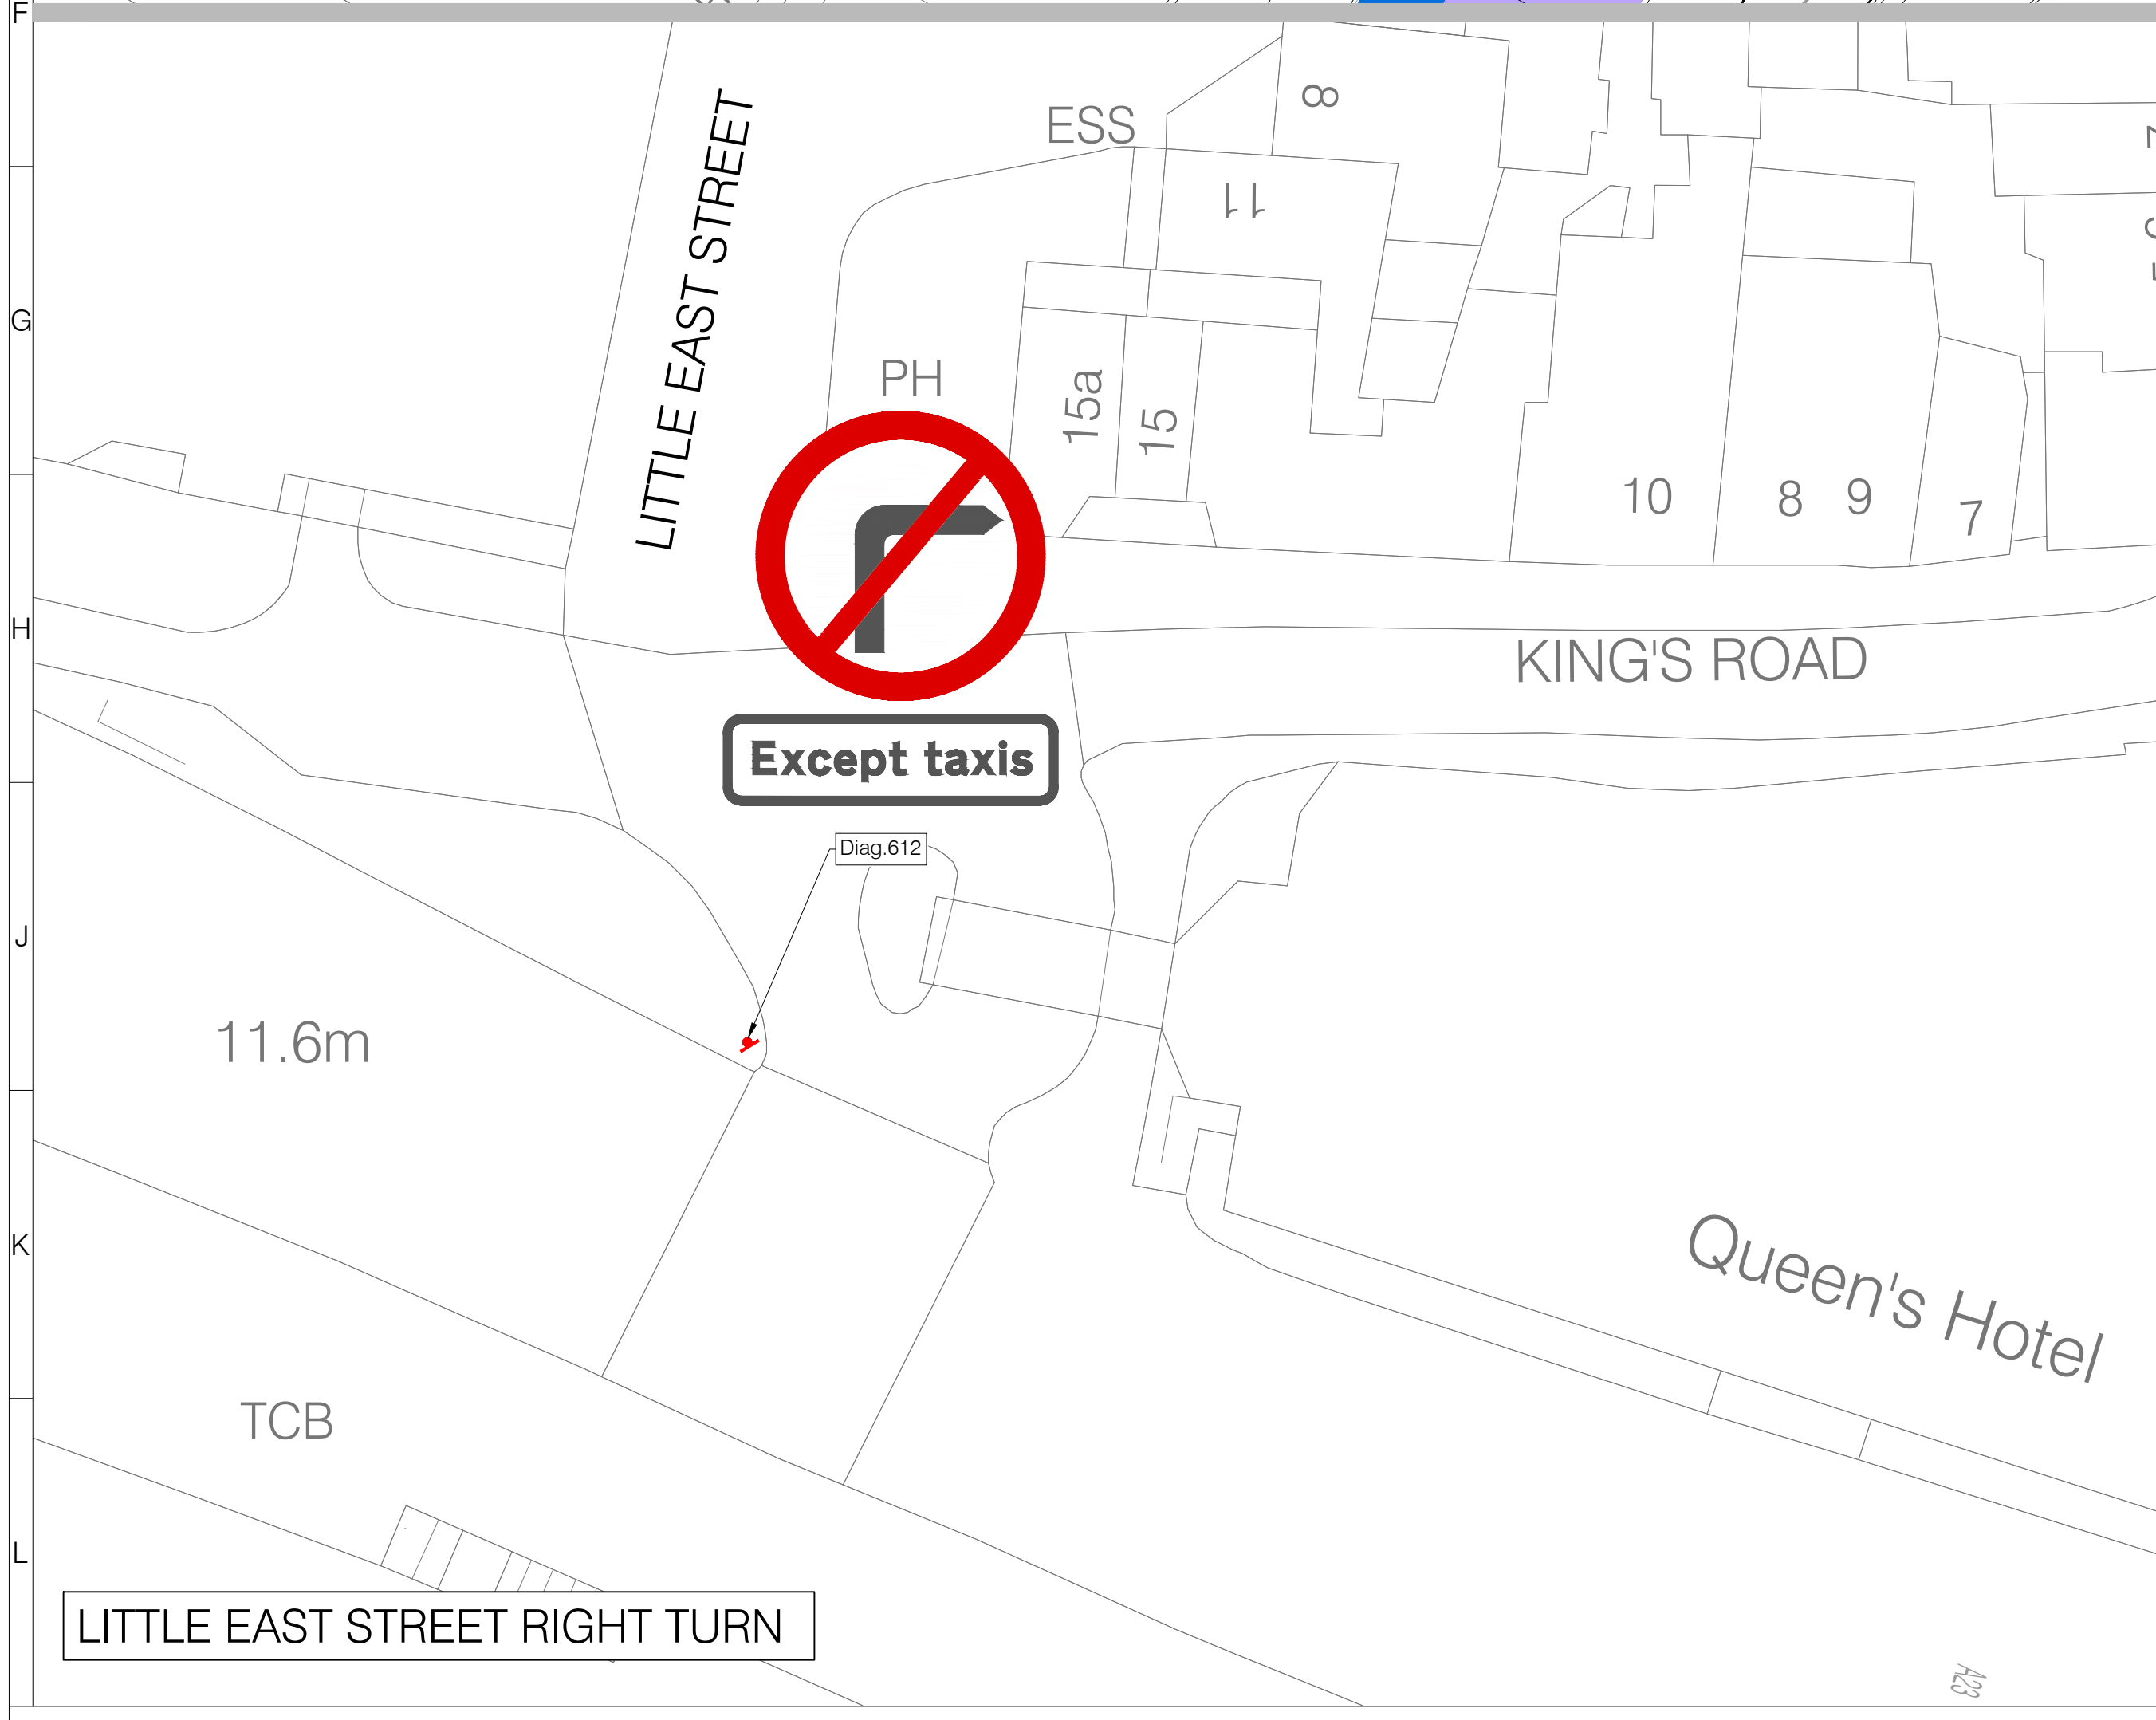 F
G
H
J
K
L
LITTLE EAST STREET
ESS
8
11
PH
15a
15
10
8
9
7
KING'S ROAD
Except taxis
Diag.612
11.6m
Queen's Hotel
TCB
LITTLE EAST STREET RIGHT TURN
A23